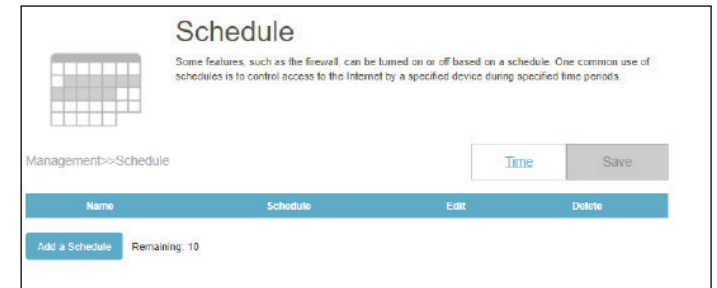 Schedule
Some features, such as the firewall, can be turned on or off based on a schedule. One common use of
schedules is to control access to the Internet by a specified device during specified time periods.
Management>>Schedule
Time
Save
Name Schedule Edit Delete
Add a Schedule Remaining: 10